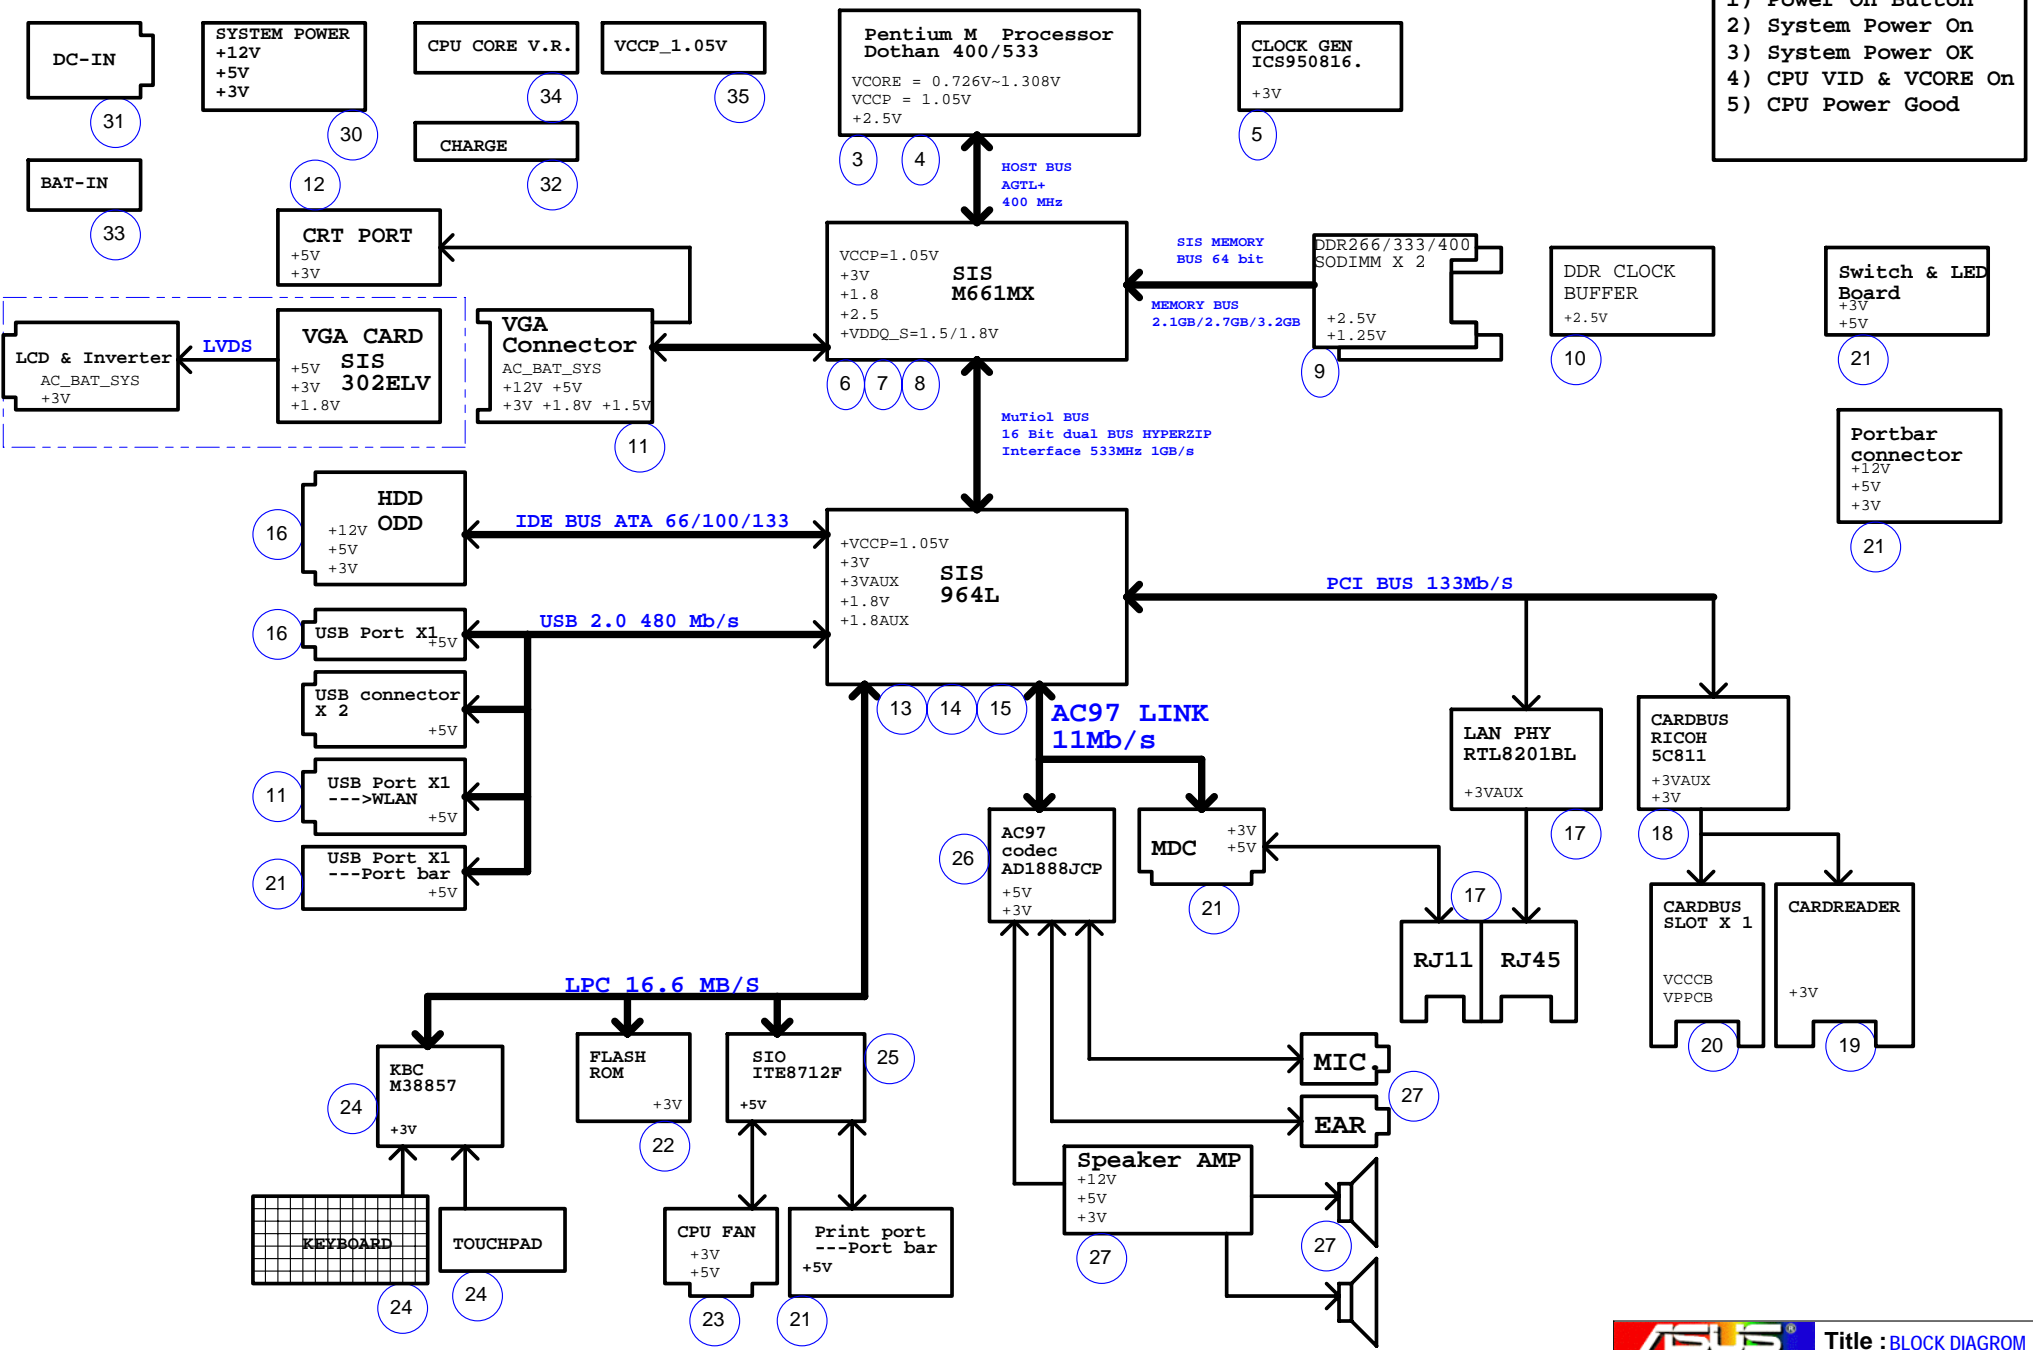 DC-IN
31
SYSTEM POWER
+12V
+5V
+3V
30
CPU CORE V.R.
34
VCCP_1.05V
35
CHARGE
32
BAT-IN
33
Pentium M Processor
Dothan 400/533
VCORE = 0.726V~1.308V
VCCP = 1.05V
+2.5V
3
4
CLOCK GEN
ICS950816.
+3V
5
1) Power On Button
2) System Power On
3) System Power OK
4) CPU VID & VCORE On
5) CPU Power Good
HOST BUS
AGTL+
400 MHz
12
CRT PORT
+5V
+3V
LCD & Inverter
AC_BAT_SYS
+3V
LVDS
VGA CARD
SIS
302ELV
+5V
+3V
+1.8V
VGA
Connector
AC_BAT_SYS
+12V +5V
+3V +1.8V +1.5V
11
VCCP=1.05V
+3V
+1.8
+2.5
+VDDQ_S=1.5/1.8V
SIS
M661MX
6
7
8
SIS MEMORY
BUS 64 bit
MEMORY BUS
2.1GB/2.7GB/3.2GB
DDR266/333/400
SODIMM X 2
+2.5V
+1.25V
9
DDR CLOCK
BUFFER
+2.5V
10
Switch & LED
Board
+3V
+5V
21
Portbar
connector
+12V
+5V
+3V
21
MuTiol BUS
16 Bit dual BUS HYPERZIP
Interface 533MHz 1GB/s
HDD
ODD
+12V
+5V
+3V
16
IDE BUS ATA 66/100/133
+VCCP=1.05V
+3V
+3VAUX
+1.8V
+1.8AUX
SIS
964L
13
14
15
PCI BUS 133Mb/S
USB 2.0 480 Mb/s
16
USB Port X1
+5V
USB connector
X 2
+5V
11
USB Port X1
--->WLAN
+5V
21
USB Port X1
---Port bar
+5V
AC97 LINK
11Mb/s
26
AC97
codec
AD1888JCP
+5V
+3V
MDC
+3V
+5V
21
LAN PHY
RTL8201BL
+3VAUX
17
CARDBUS
RICOH
5C811
+3VAUX
+3V
18
17
RJ11
RJ45
CARDBUS
SLOT X 1
VCCCB
VPPCB
20
CARDREADER
+3V
19
LPC 16.6 MB/S
KBC
M38857
+3V
24
FLASH
ROM
+3V
22
SIO
ITE8712F
+5V
25
KEYBOARD
24
TOUCHPAD
24
CPU FAN
+3V
+5V
23
Print port
---Port bar
+5V
21
MIC.
EAR
27
Speaker AMP
+12V
+5V
+3V
27
27
ASUS®
Title : BLOCK DIAGROM